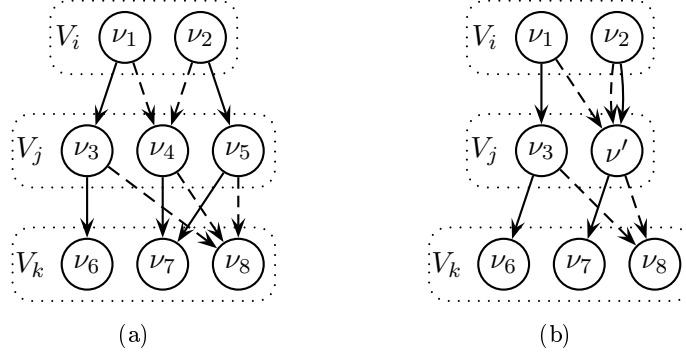 V_i ν_1 ν_2
V_j ν_3 ν_4 ν_5
V_k ν_6 ν_7 ν_8
(a)
V_i ν_1 ν_2
V_j ν_3 ν'
V_k ν_6 ν_7 ν_8
(b)